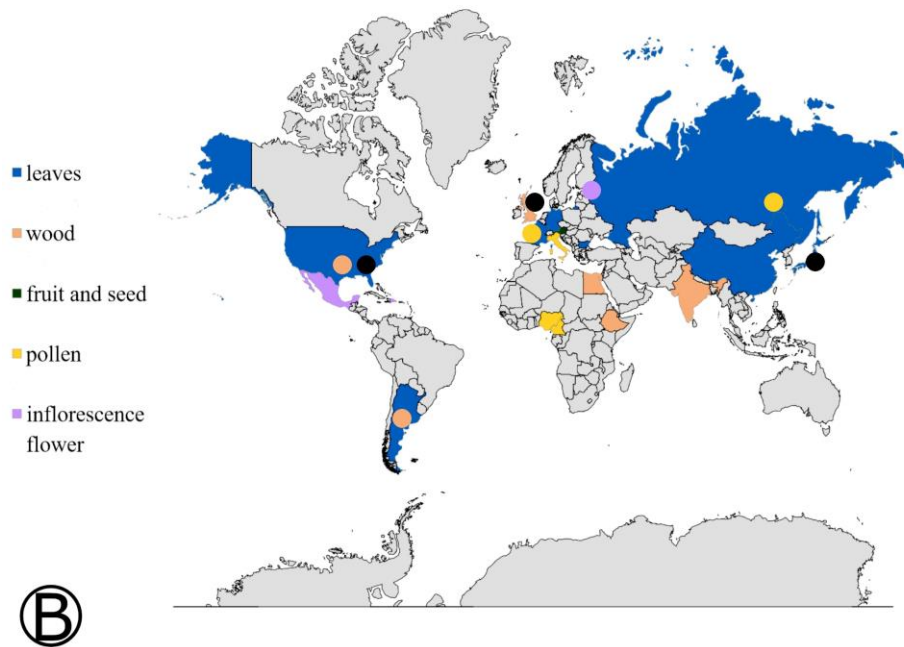 leaves
wood
fruit and seed
pollen
inflorescence
flower
B